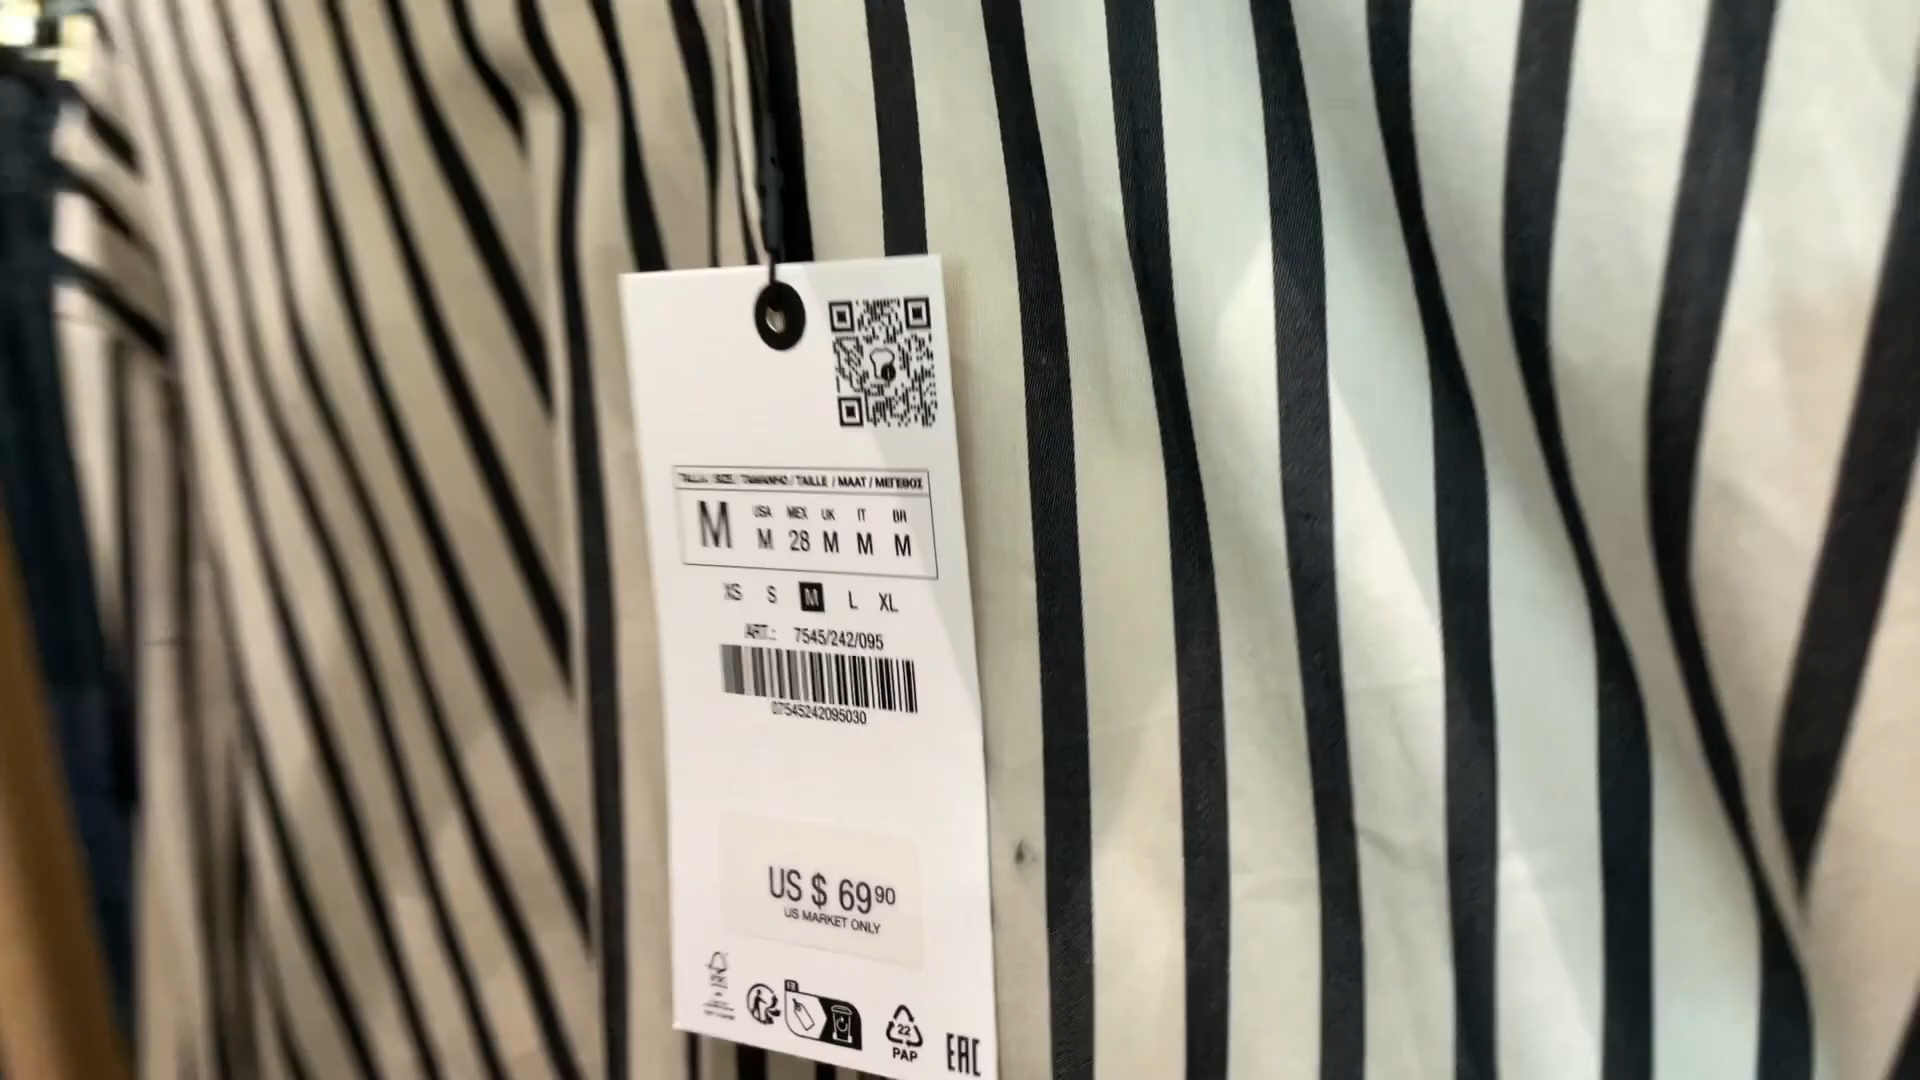 TALLA / SIZE / TAMANHO / TAILLE / MAAT / ΜΕΓΕΘΟΣ
M
USA MEX UK IT BR
M 28 M M M
XS S M L XL
ART.: 7545/242/095
07545242095030
US $ 69 90
US MARKET ONLY
FR
22
PAP
EAC